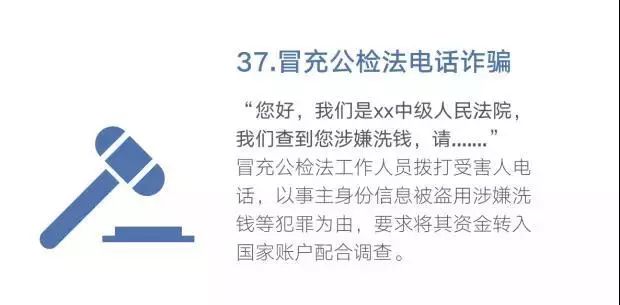 37.冒充公检法电话诈骗
“您好，我们是xx中级人民法院，
我们查到您涉嫌洗钱，请.......”
冒充公检法工作人员拨打受害人电
话，以事主身份信息被盗用涉嫌洗
钱等犯罪为由，要求将其资金转入
国家账户配合调查。